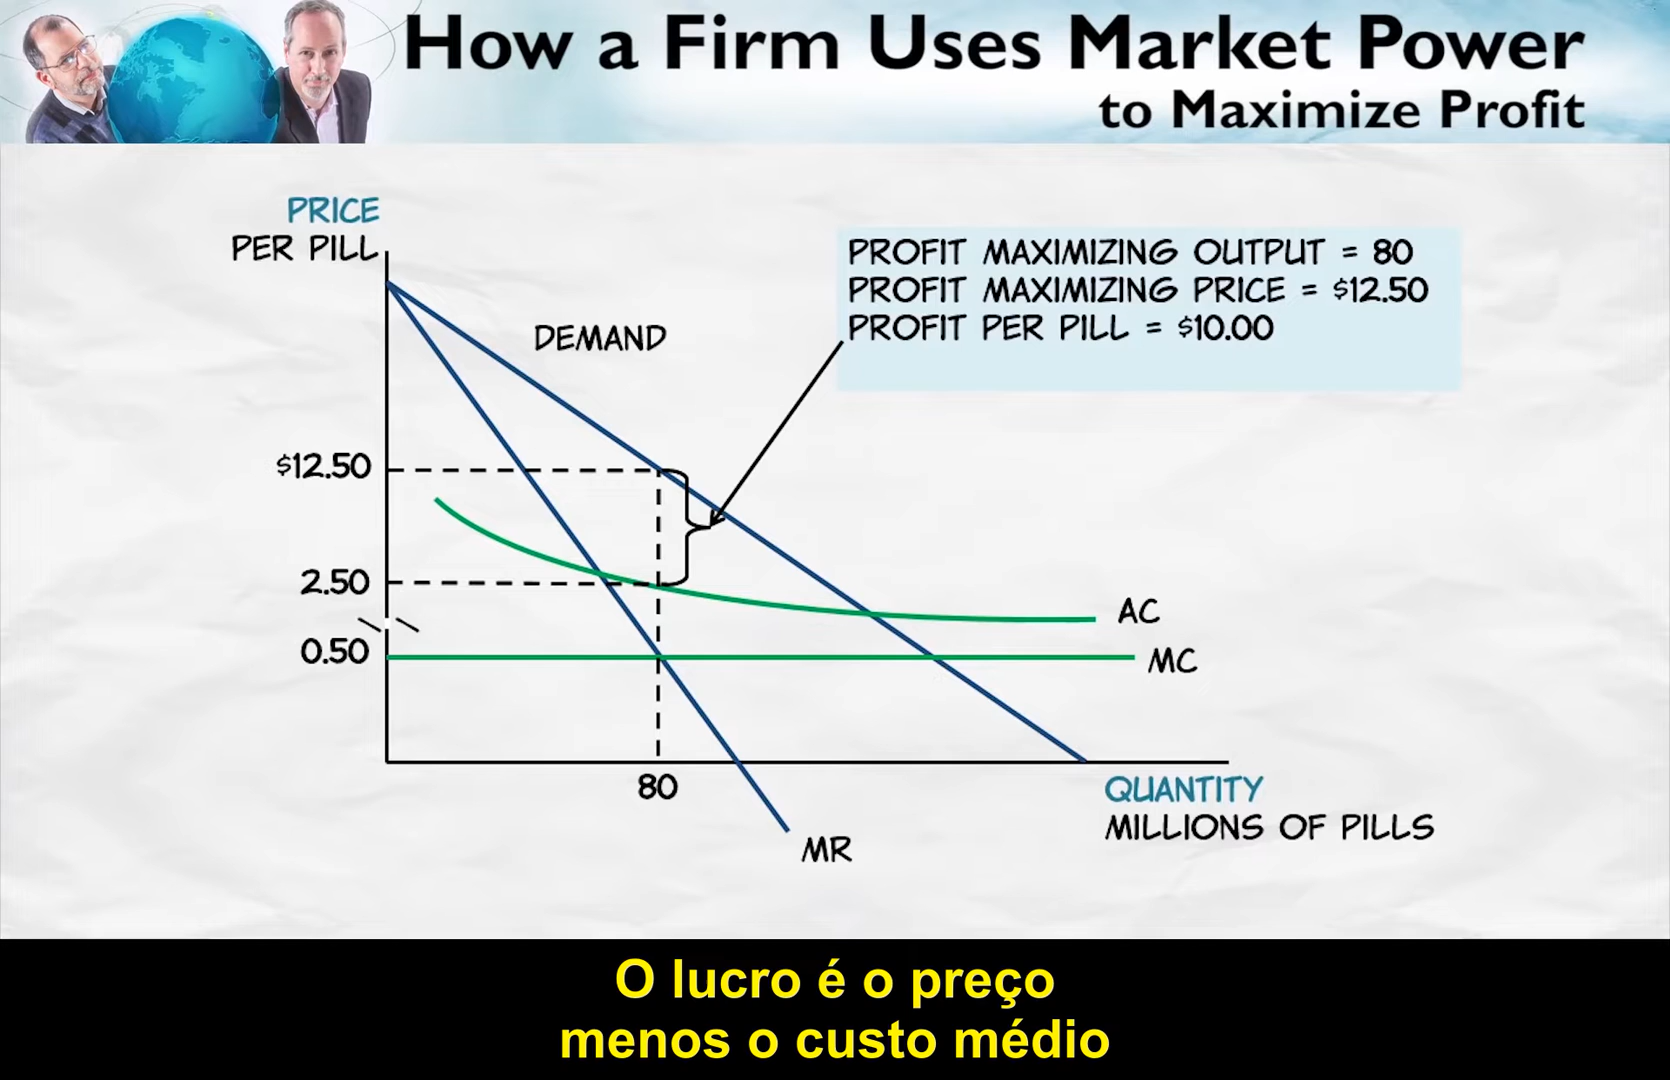 How a Firm Uses Market Power
to Maximize Profit
PRICE
PER PILL
PROFIT MAXIMIZING OUTPUT = 80
PROFIT MAXIMIZING PRICE = $12.50
PROFIT PER PILL = $10.00
DEMAND
$12.50
2.50
AC
0.50
MC
80
QUANTITY
MILLIONS OF PILLS
MR
O lucro é o preço
menos o custo médio